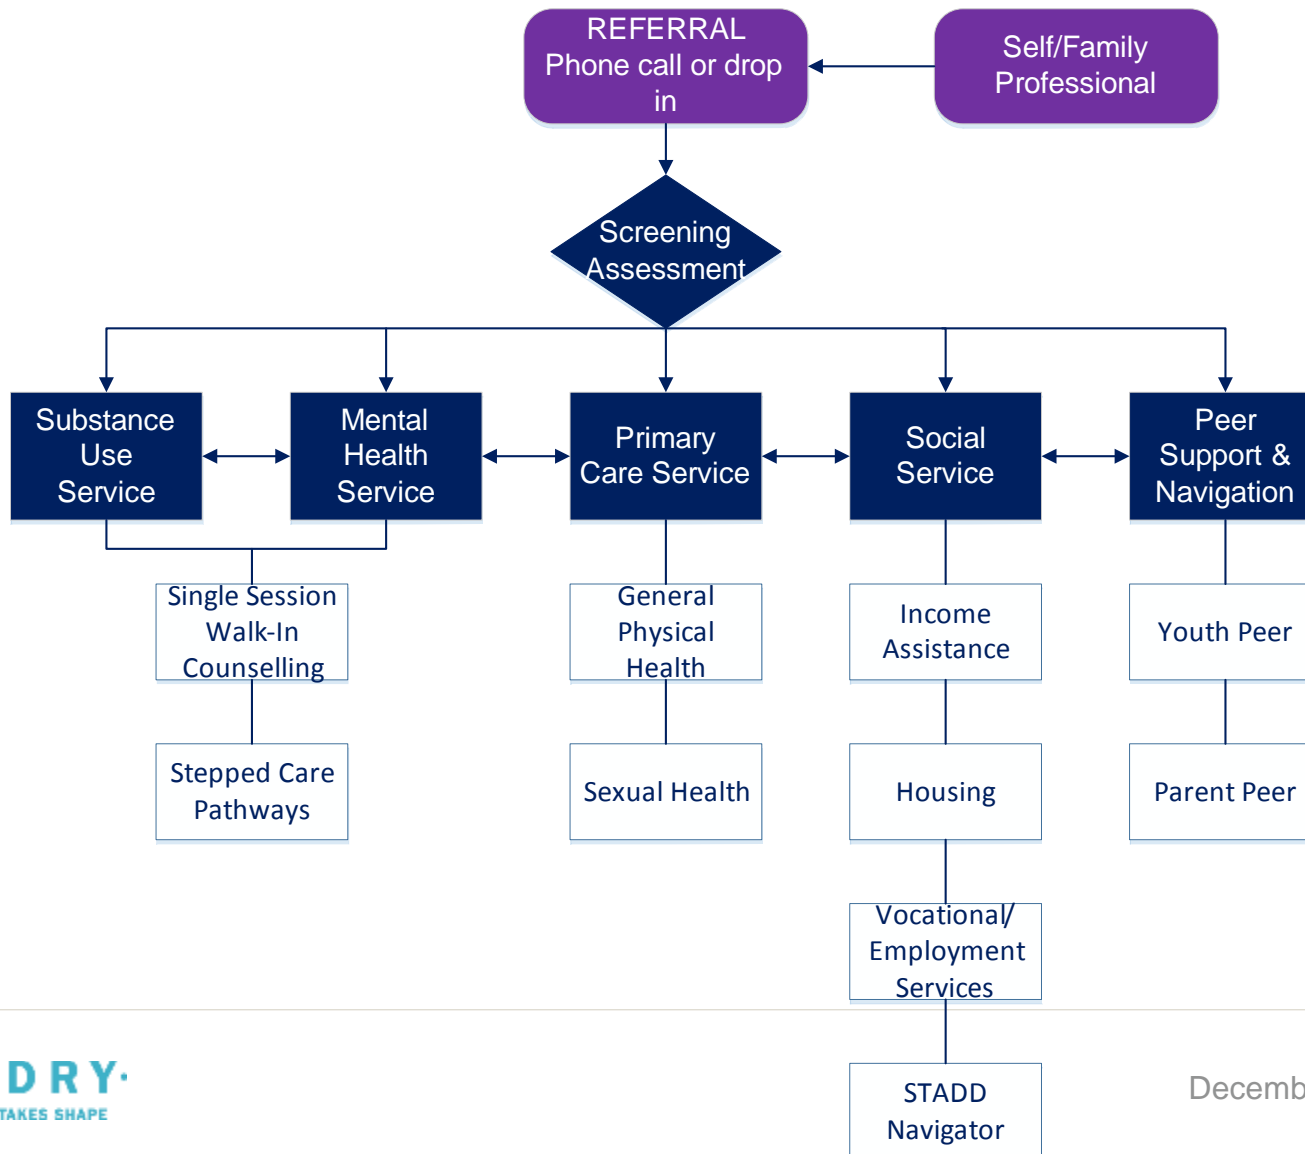 REFERRAL
Phone call or drop
in
Self/Family
Professional
Screening
Assessment
Substance
Use
Service
Mental
Health
Service
Primary
Care Service
Social
Service
Peer
Support &
Navigation
Single Session
Walk-In
Counselling
General
Physical
Health
Income
Assistance
Youth Peer
Stepped Care
Pathways
Sexual Health
Housing
Parent Peer
Vocational/
Employment
Services
STADD
Navigator
DRY
TAKES SHAPE
Decemb